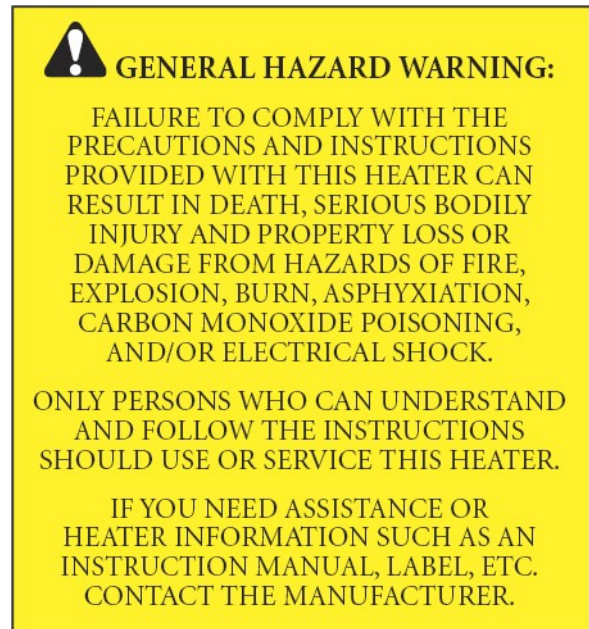 GENERAL HAZARD WARNING:
FAILURE TO COMPLY WITH THE
PRECAUTIONS AND INSTRUCTIONS
PROVIDED WITH THIS HEATER CAN
RESULT IN DEATH, SERIOUS BODILY
INJURY AND PROPERTY LOSS OR
DAMAGE FROM HAZARDS OF FIRE,
EXPLOSION, BURN, ASPHYXIATION,
CARBON MONOXIDE POISONING,
AND/OR ELECTRICAL SHOCK.
ONLY PERSONS WHO CAN UNDERSTAND
AND FOLLOW THE INSTRUCTIONS
SHOULD USE OR SERVICE THIS HEATER.
IF YOU NEED ASSISTANCE OR
HEATER INFORMATION SUCH AS AN
INSTRUCTION MANUAL, LABEL, ETC.
CONTACT THE MANUFACTURER.